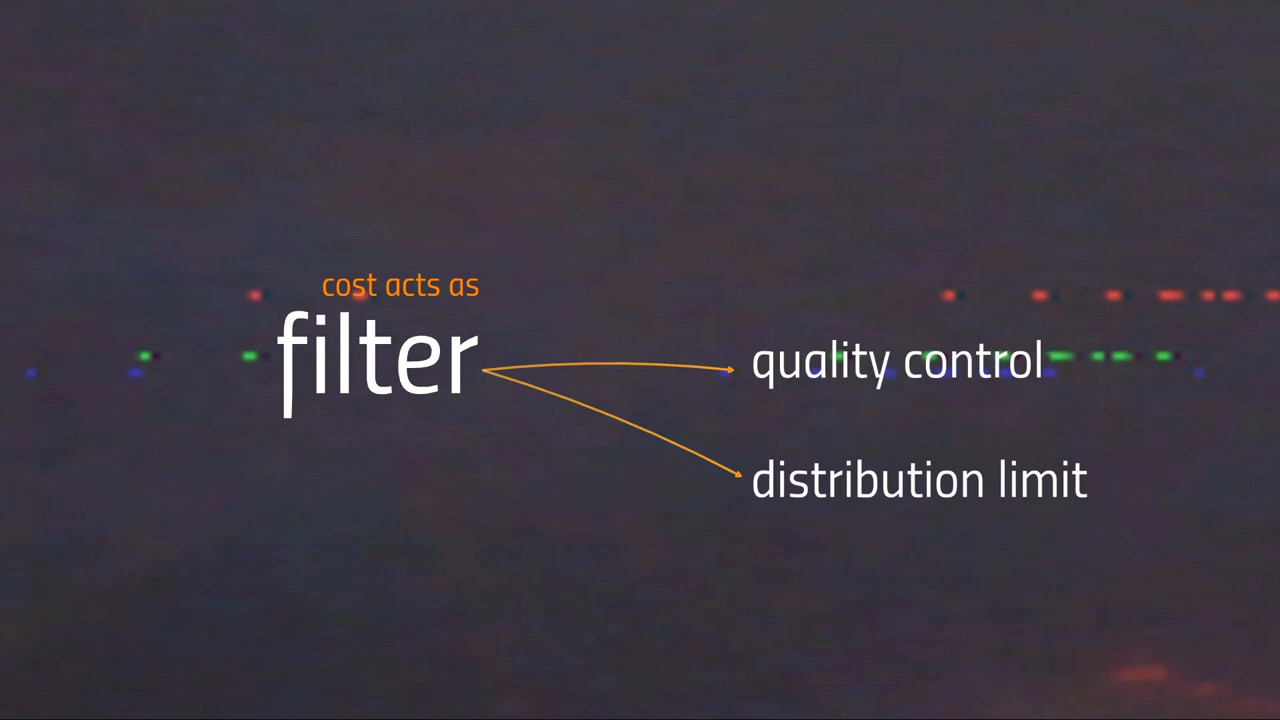 cost acts as
filter
quality control
distribution limit